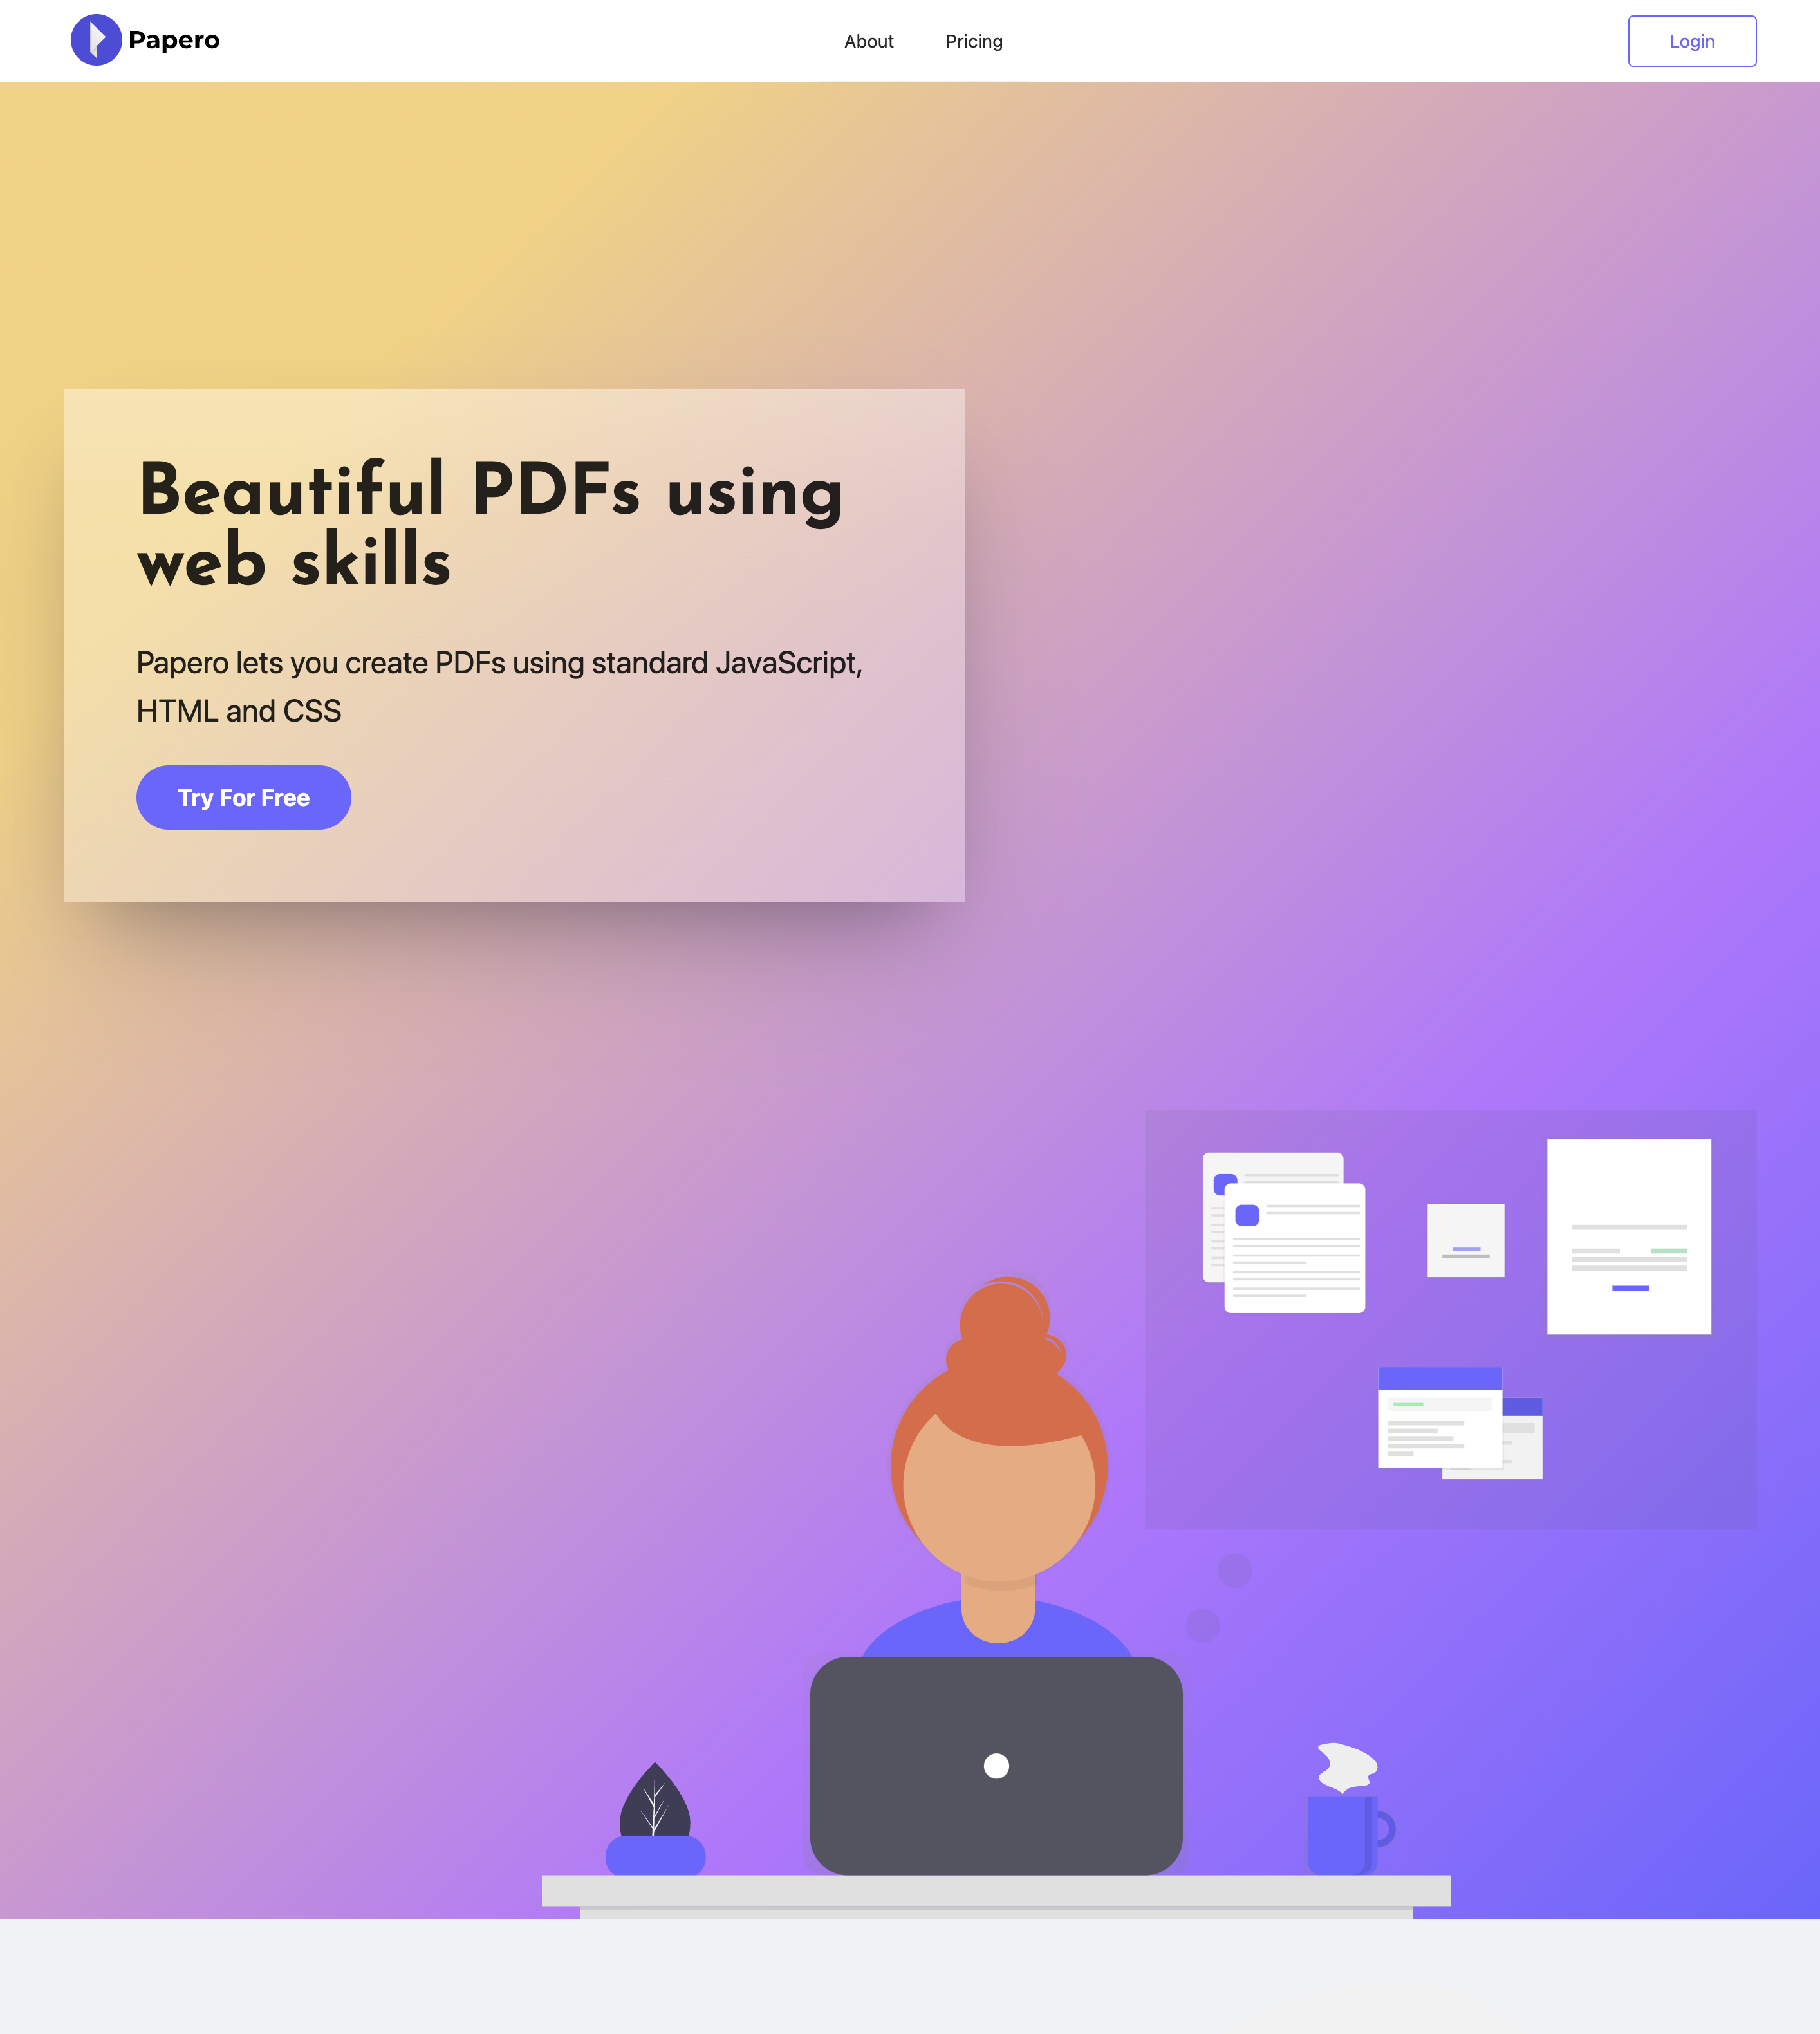 Papero
About
Pricing
Login
Beautiful PDFs using
web skills
Papero lets you create PDFs using standard JavaScript,
HTML and CSS
Try For Free